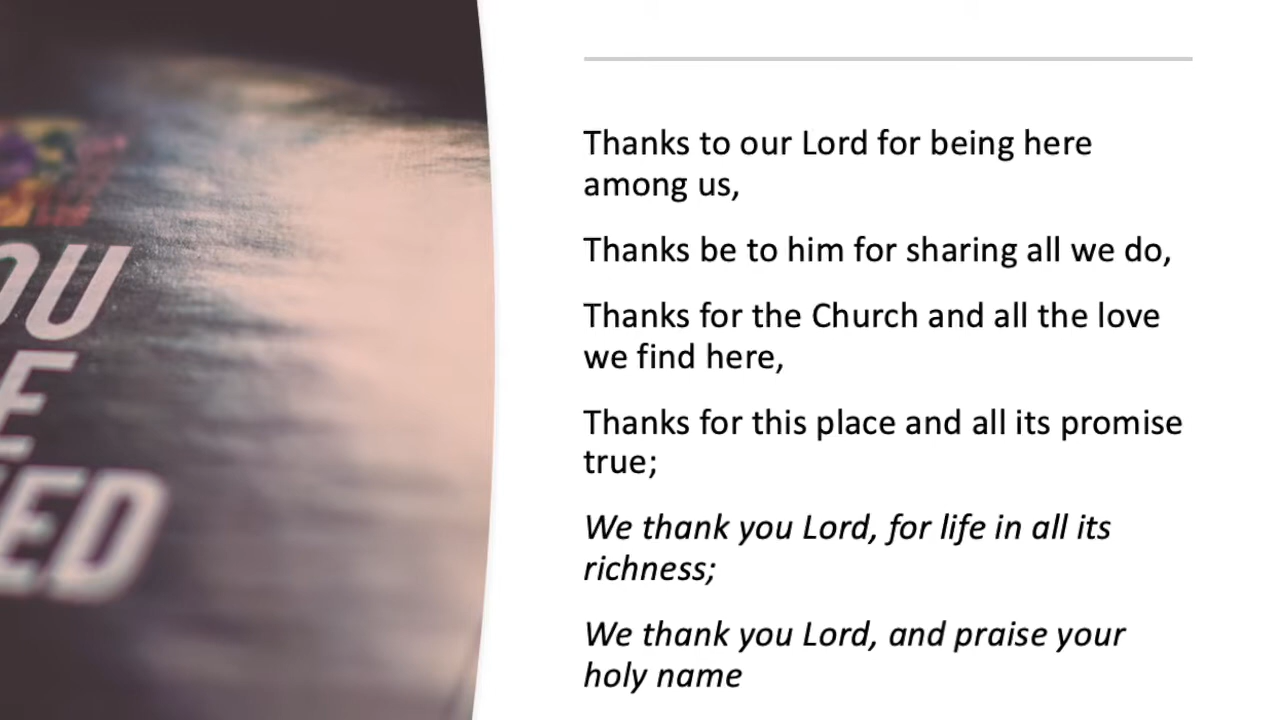 OU
E
ED
Thanks to our Lord for being here
among us,
Thanks be to him for sharing all we do,
Thanks for the Church and all the love
we find here,
Thanks for this place and all its promise
true;
We thank you Lord, for life in all its
richness;
We thank you Lord, and praise your
holy name